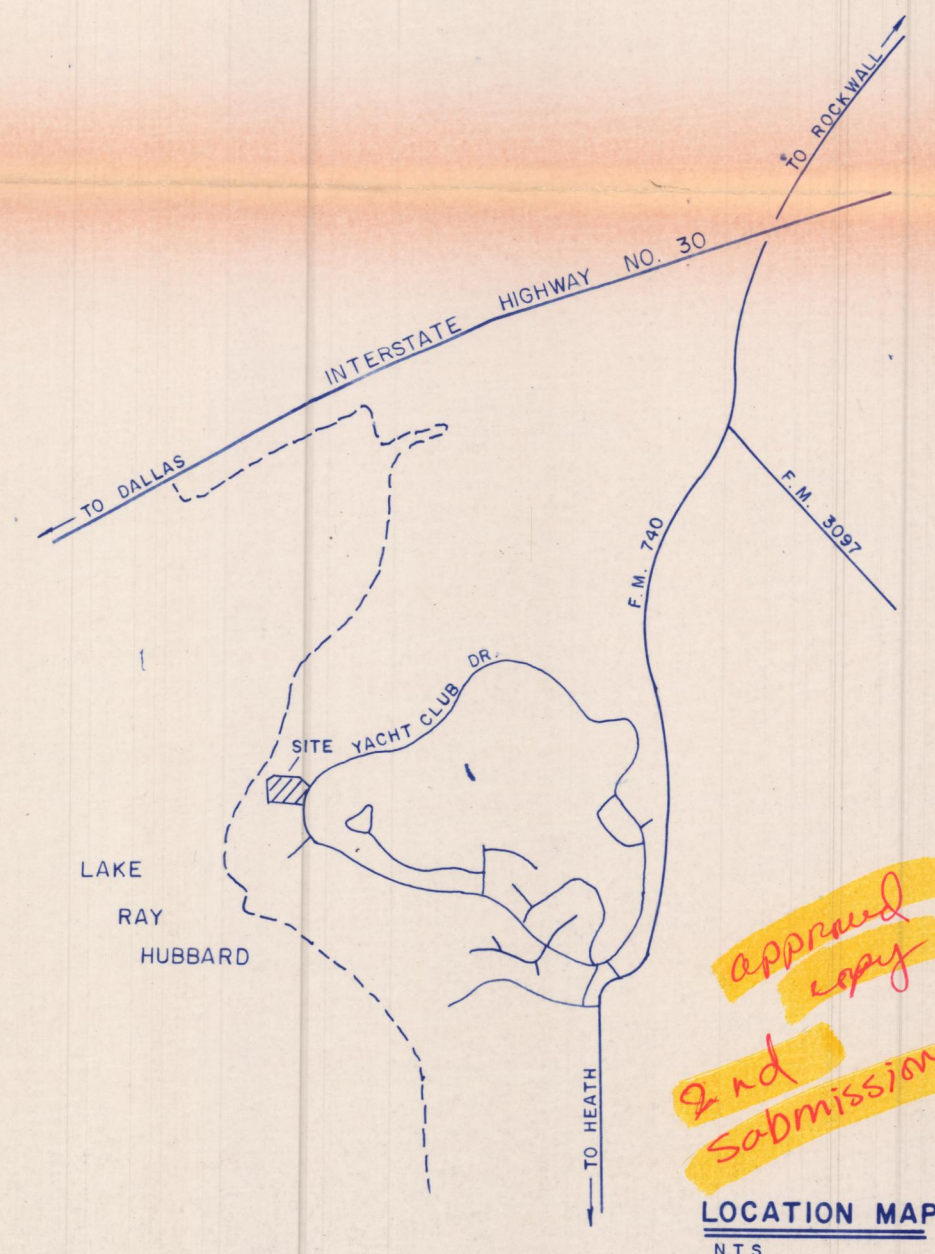 TO ROCKWALL
INTERSTATE HIGHWAY NO. 30
TO DALLAS
F.M. 3097
F.M. 740
YACHT CLUB DR.
SITE
LAKE
RAY
HUBBARD
approved
copy
2nd
submission
TO HEATH
LOCATION MAP
N.T.S.